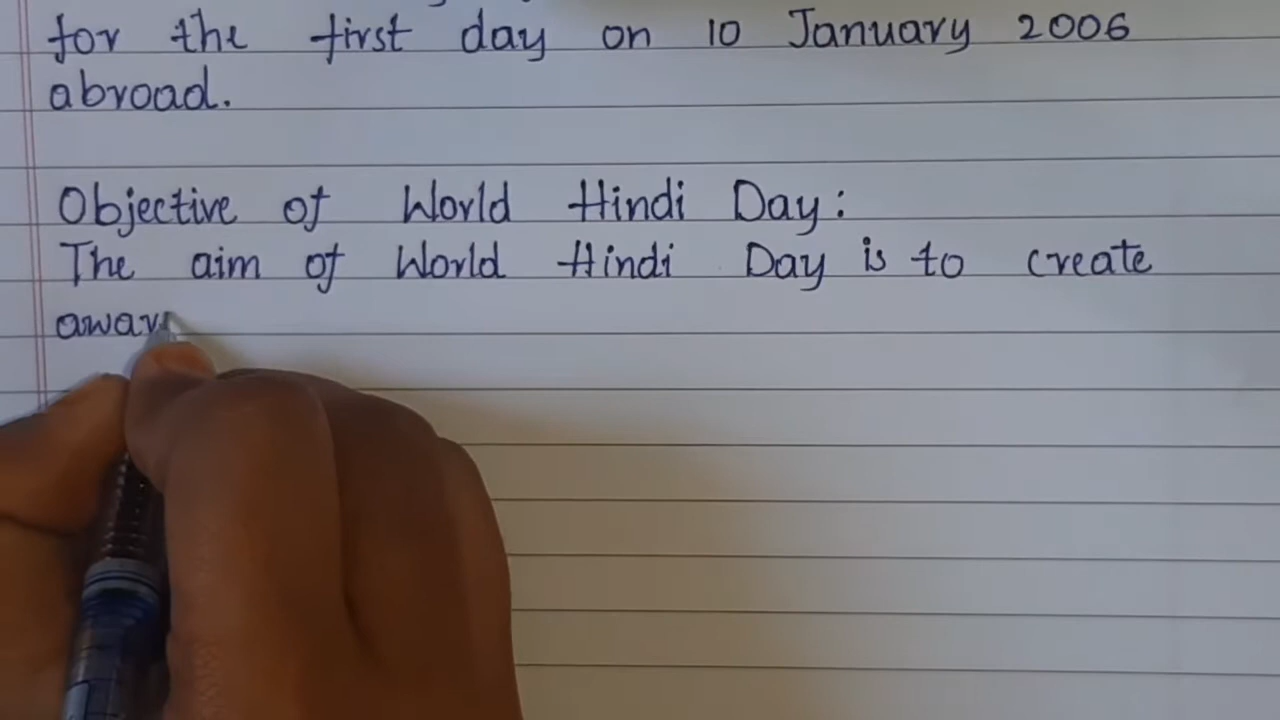 for the first day on 10 January 2006
abroad.
Objective of World Hindi Day:
The aim of World Hindi Day is to create